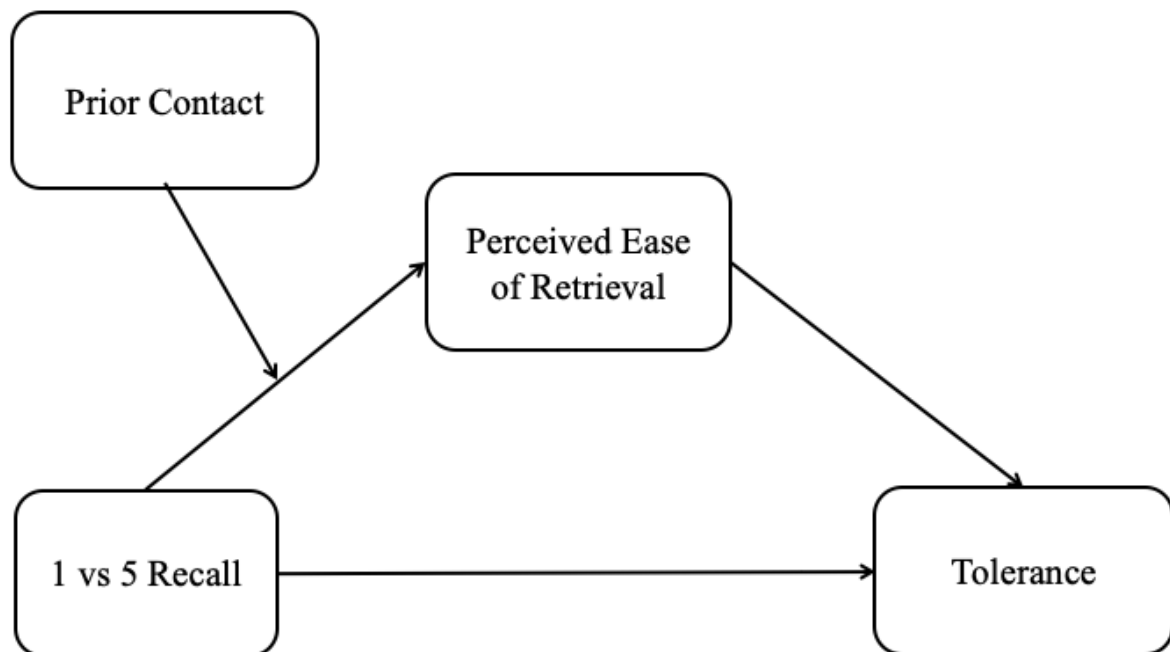 Prior Contact
Perceived Ease
of Retrieval
1 vs 5 Recall
Tolerance